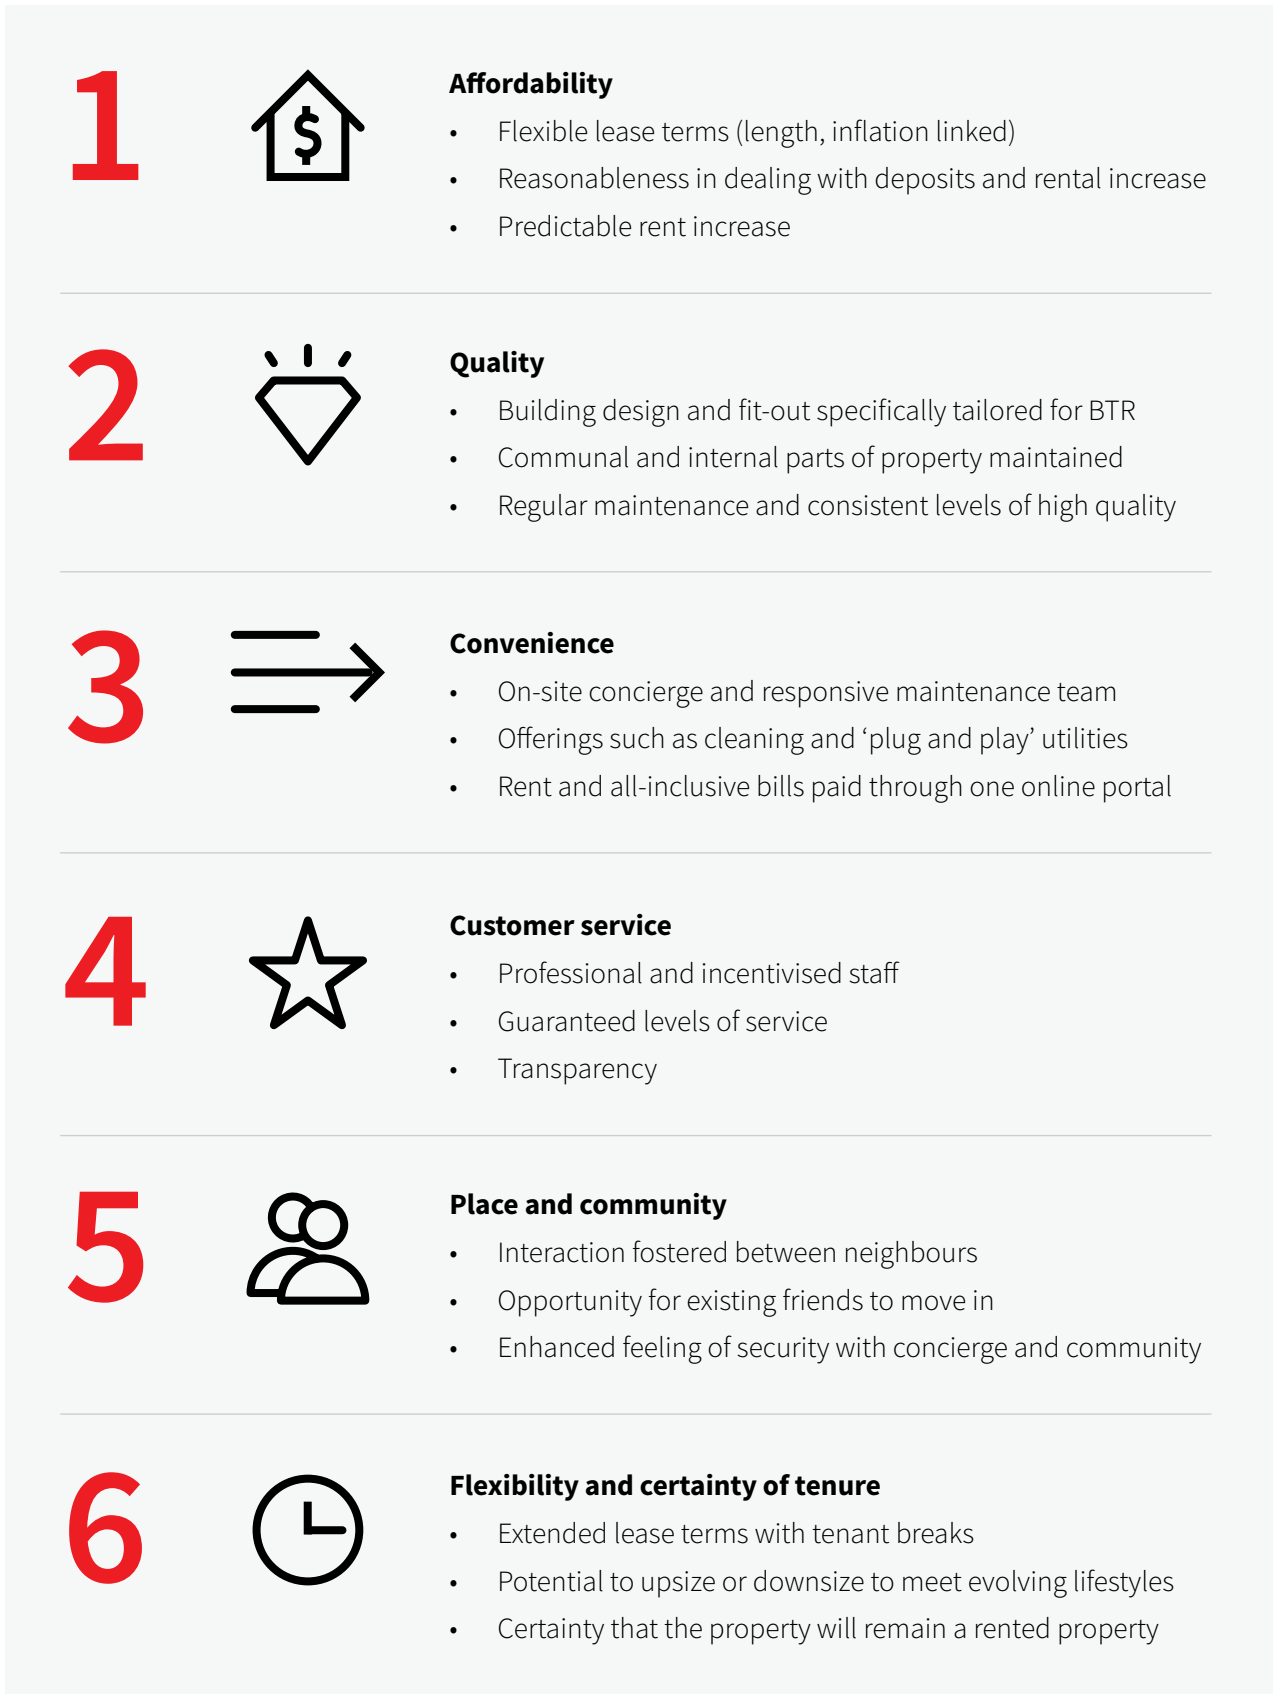 1
$
Affordability
• Flexible lease terms (length, inflation linked)
• Reasonableness in dealing with deposits and rental increase
• Predictable rent increase
2
Quality
• Building design and fit-out specifically tailored for BTR
• Communal and internal parts of property maintained
• Regular maintenance and consistent levels of high quality
3
Convenience
• On-site concierge and responsive maintenance team
• Offerings such as cleaning and ‘plug and play’ utilities
• Rent and all-inclusive bills paid through one online portal
4
Customer service
• Professional and incentivised staff
• Guaranteed levels of service
• Transparency
5
Place and community
• Interaction fostered between neighbours
• Opportunity for existing friends to move in
• Enhanced feeling of security with concierge and community
6
Flexibility and certainty of tenure
• Extended lease terms with tenant breaks
• Potential to upsize or downsize to meet evolving lifestyles
• Certainty that the property will remain a rented property